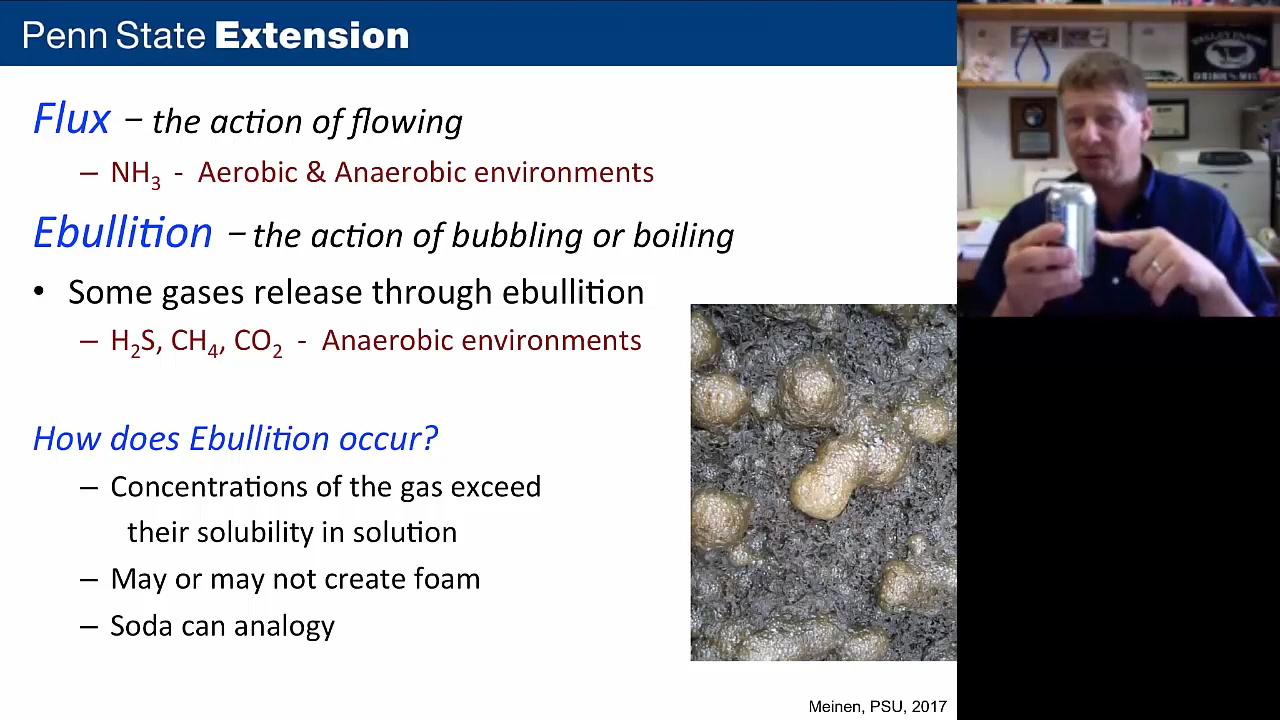 Penn State Extension
Flux – the action of flowing
– NH₃ - Aerobic & Anaerobic environments
Ebullition – the action of bubbling or boiling
• Some gases release through ebullition
– H₂S, CH₄, CO₂ - Anaerobic environments
How does Ebullition occur?
– Concentrations of the gas exceed
their solubility in solution
– May or may not create foam
– Soda can analogy
Meinen, PSU, 2017